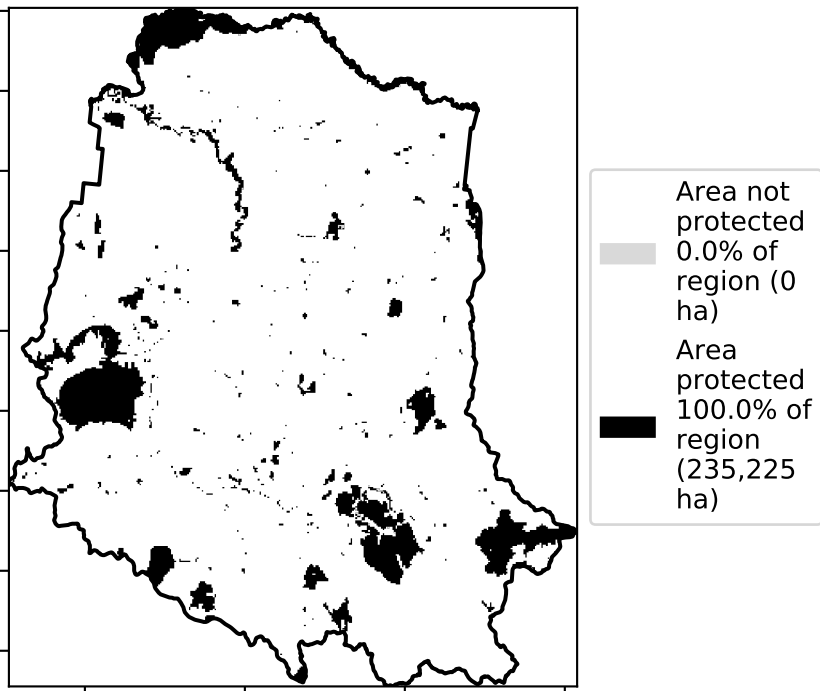 Area not
protected
0.0% of
region (0
ha)
Area
protected
100.0% of
region
(235,225
ha)